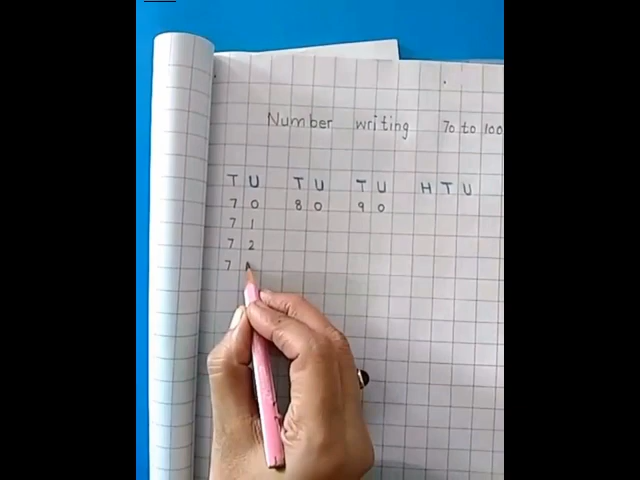 Number writing 70 to 100
T U T U T U H T U
7 0 8 0 9 0
7 1
7 2
7